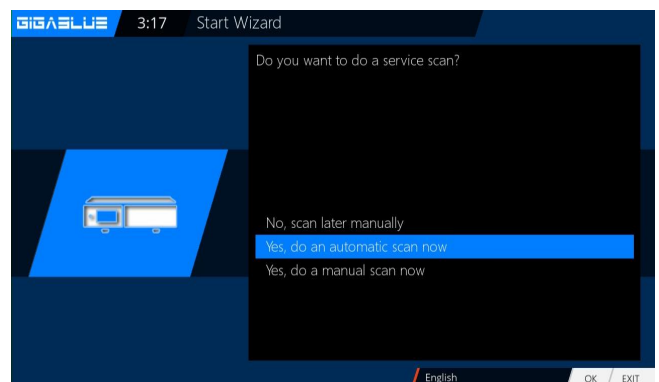 GIGABLUE 3:17 Start Wizard
Do you want to do a service scan?
No, scan later manually
Yes, do an automatic scan now
Yes, do a manual scan now
English OK EXIT